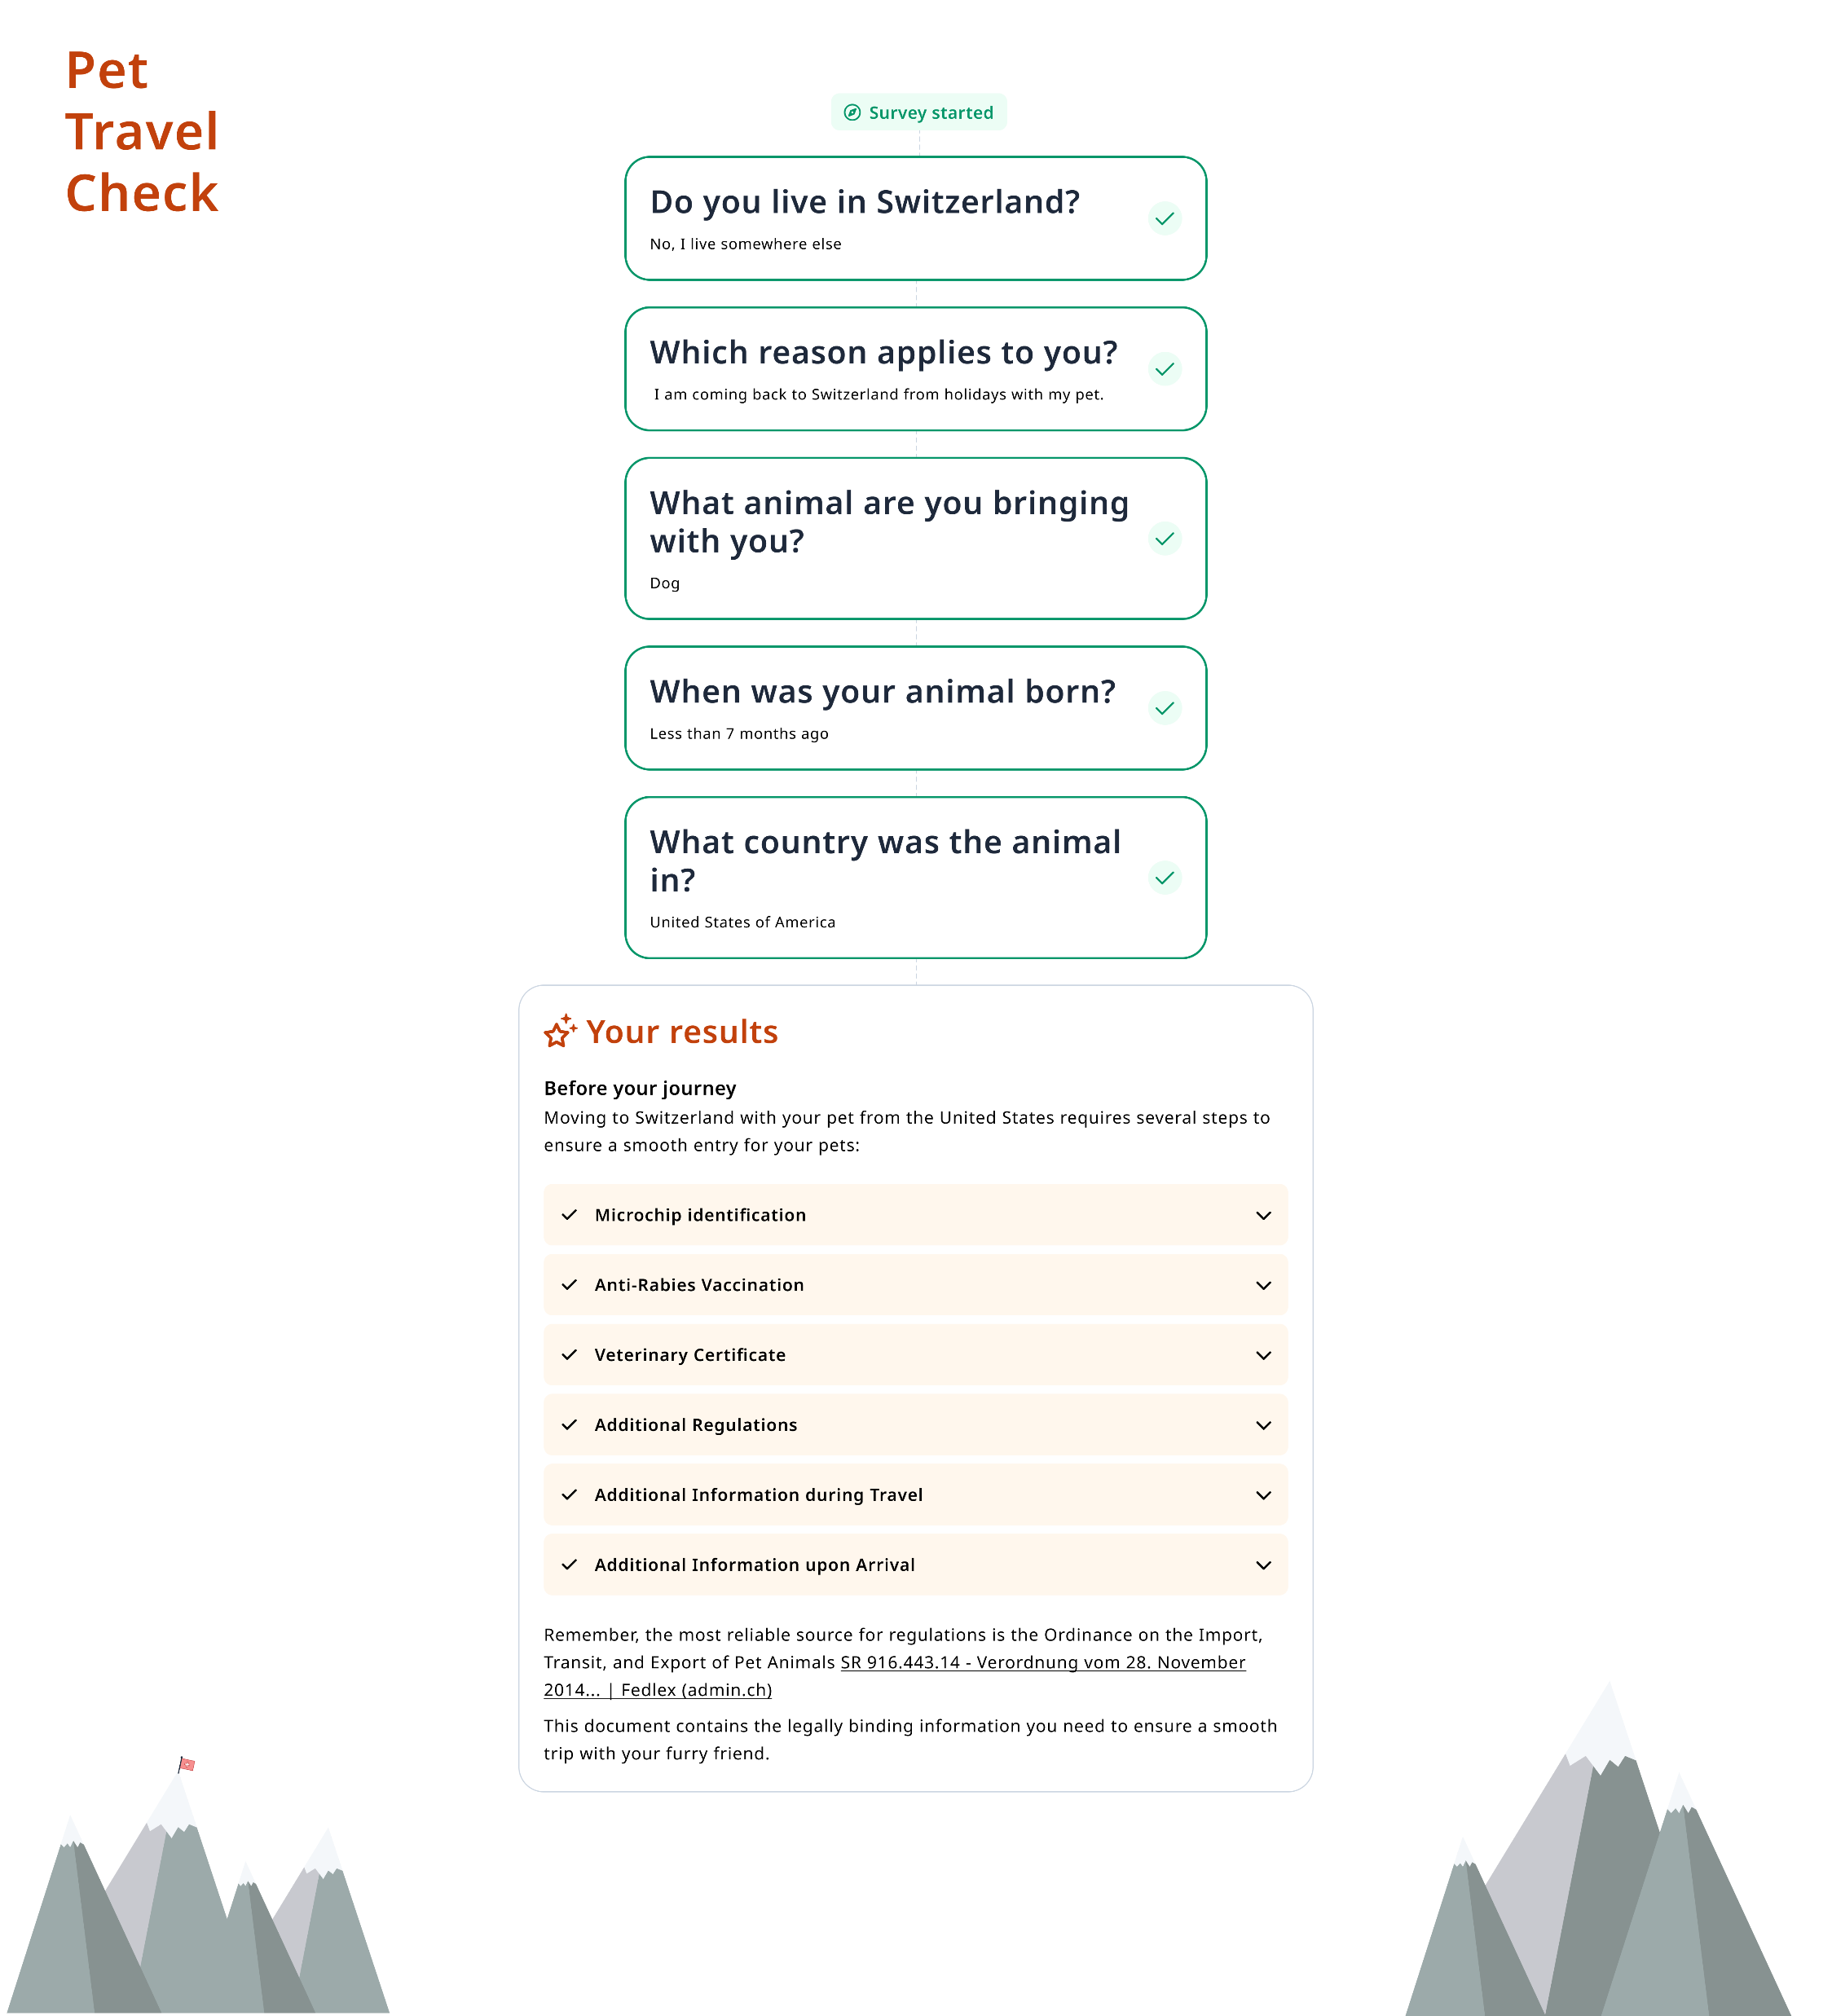 Pet
Travel
Check
Survey started
Do you live in Switzerland?
No, I live somewhere else
Which reason applies to you?
I am coming back to Switzerland from holidays with my pet.
What animal are you bringing
with you?
Dog
When was your animal born?
Less than 7 months ago
What country was the animal
in?
United States of America
Your results
Before your journey
Moving to Switzerland with your pet from the United States requires several steps to
ensure a smooth entry for your pets:
Microchip identification
Anti-Rabies Vaccination
Veterinary Certificate
Additional Regulations
Additional Information during Travel
Additional Information upon Arrival
Remember, the most reliable source for regulations is the Ordinance on the Import,
Transit, and Export of Pet Animals SR 916.443.14 - Verordnung vom 28. November
2014... | Fedlex (admin.ch)
This document contains the legally binding information you need to ensure a smooth
trip with your furry friend.